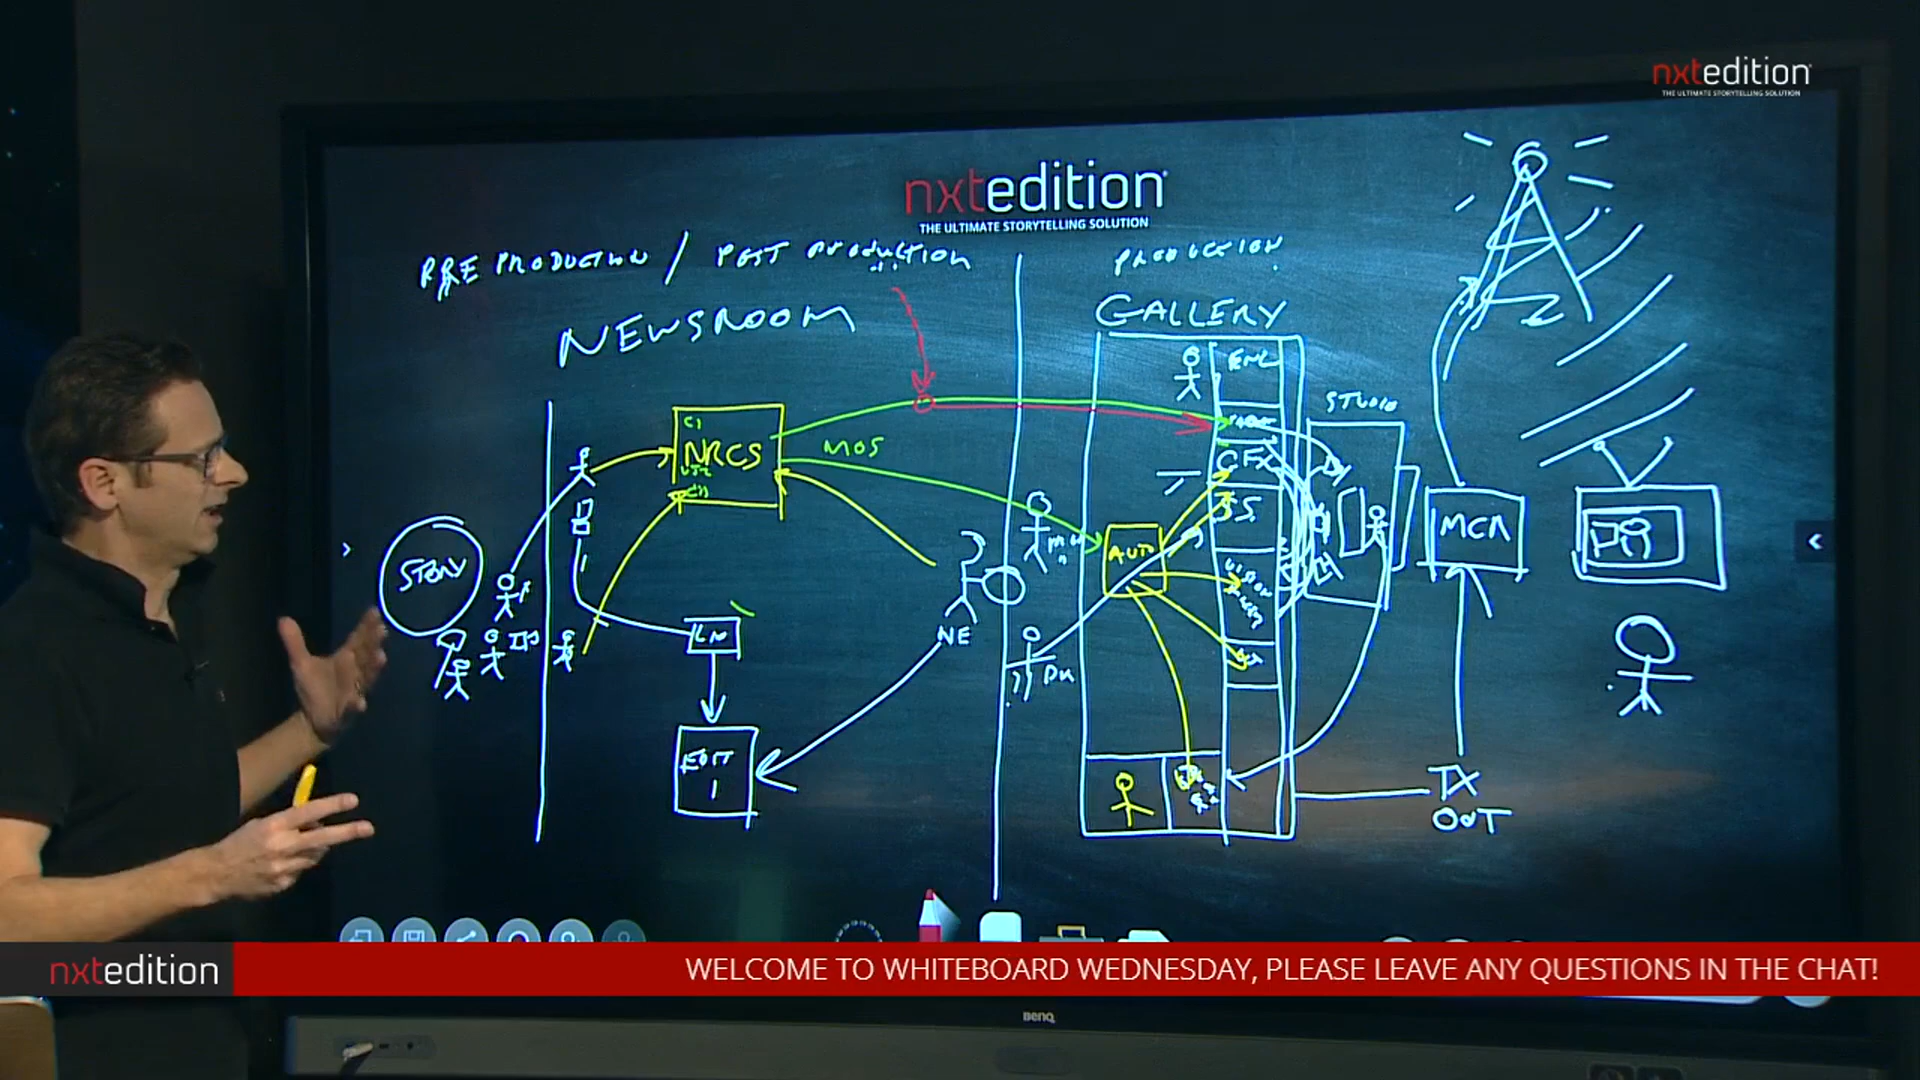 nxtedition
THE ULTIMATE STORYTELLING SOLUTION
nxtedition
THE ULTIMATE STORYTELLING SOLUTION
PRE PRODUCTION / POST PRODUCTION
PRODUCTION
NEWSROOM
GALLERY
STUDIO
NRCS
MOS
GFX
STORY
AUTO
MCR
NE
EDIT
1
TX
OUT
nxtedition
WELCOME TO WHITEBOARD WEDNESDAY, PLEASE LEAVE ANY QUESTIONS IN THE CHAT!
BenQ